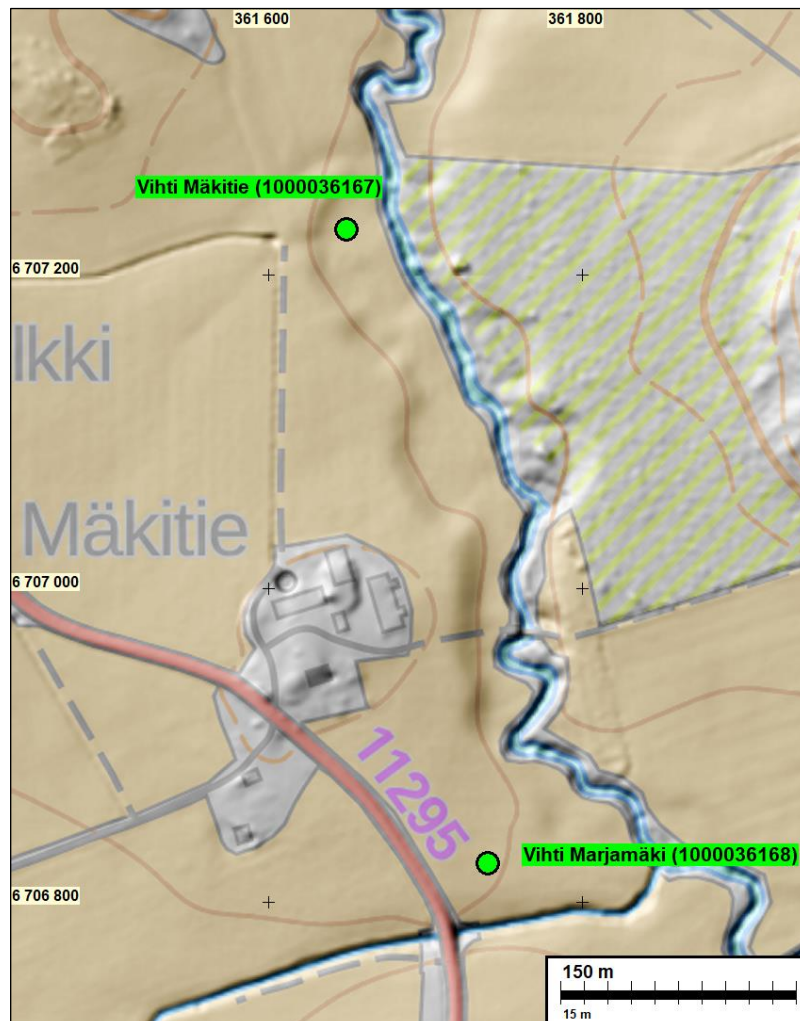 361 600
361 800
Vihti Mäkitie (1000036167)
6 707 200
lkki
Mäkitie
6 707 000
11295
Vihti Marjamäki (1000036168)
6 706 800
150 m
15 m